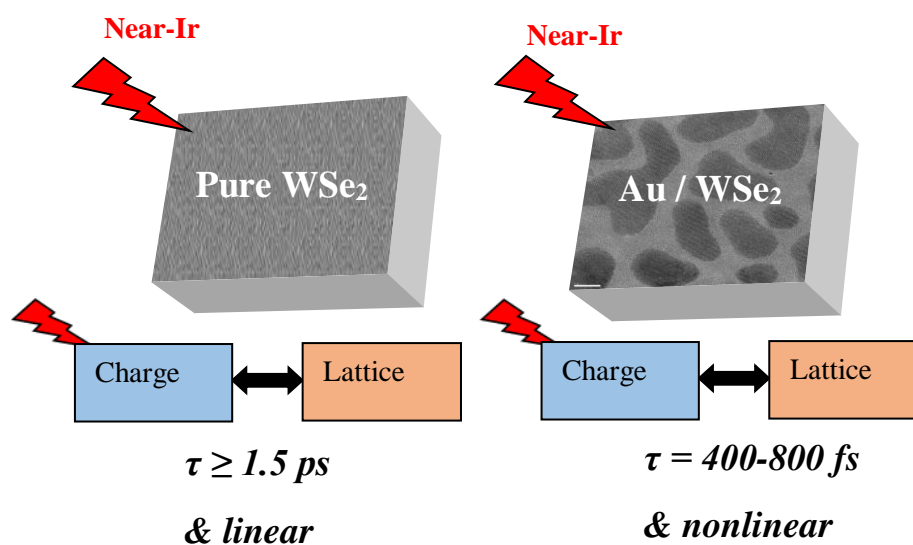 Near-Ir
Pure WSe₂
Charge
Lattice
τ ≥ 1.5 ps
& linear
Near-Ir
Au / WSe₂
Charge
Lattice
τ = 400-800 fs
& nonlinear